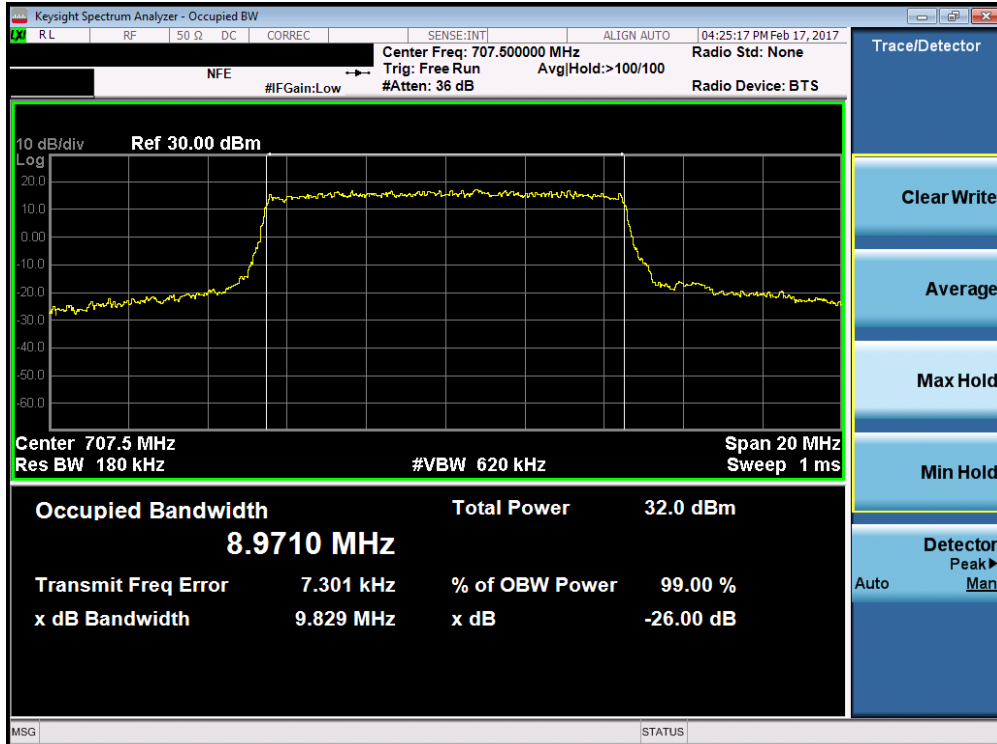 Keysight Spectrum Analyzer - Occupied BW
LXI RL RF 50 Ω DC CORREC SENSE:INT ALIGN AUTO 04:25:17 PM Feb 17, 2017
Center Freq: 707.500000 MHz Radio Std: None
NFE Trig: Free Run Avg|Hold:>100/100
#IFGain:Low #Atten: 36 dB Radio Device: BTS
10 dB/div Ref 30.00 dBm
Log
20.0
10.0
0.00
-10.0
-20.0
-30.0
-40.0
-50.0
-60.0
Center 707.5 MHz Span 20 MHz
Res BW 180 kHz #VBW 620 kHz Sweep 1 ms
Occupied Bandwidth Total Power 32.0 dBm
8.9710 MHz
Transmit Freq Error 7.301 kHz % of OBW Power 99.00 %
x dB Bandwidth 9.829 MHz x dB -26.00 dB
MSG STATUS
Trace/Detector
Clear Write
Average
Max Hold
Min Hold
Detector
Peak▶
Auto Man